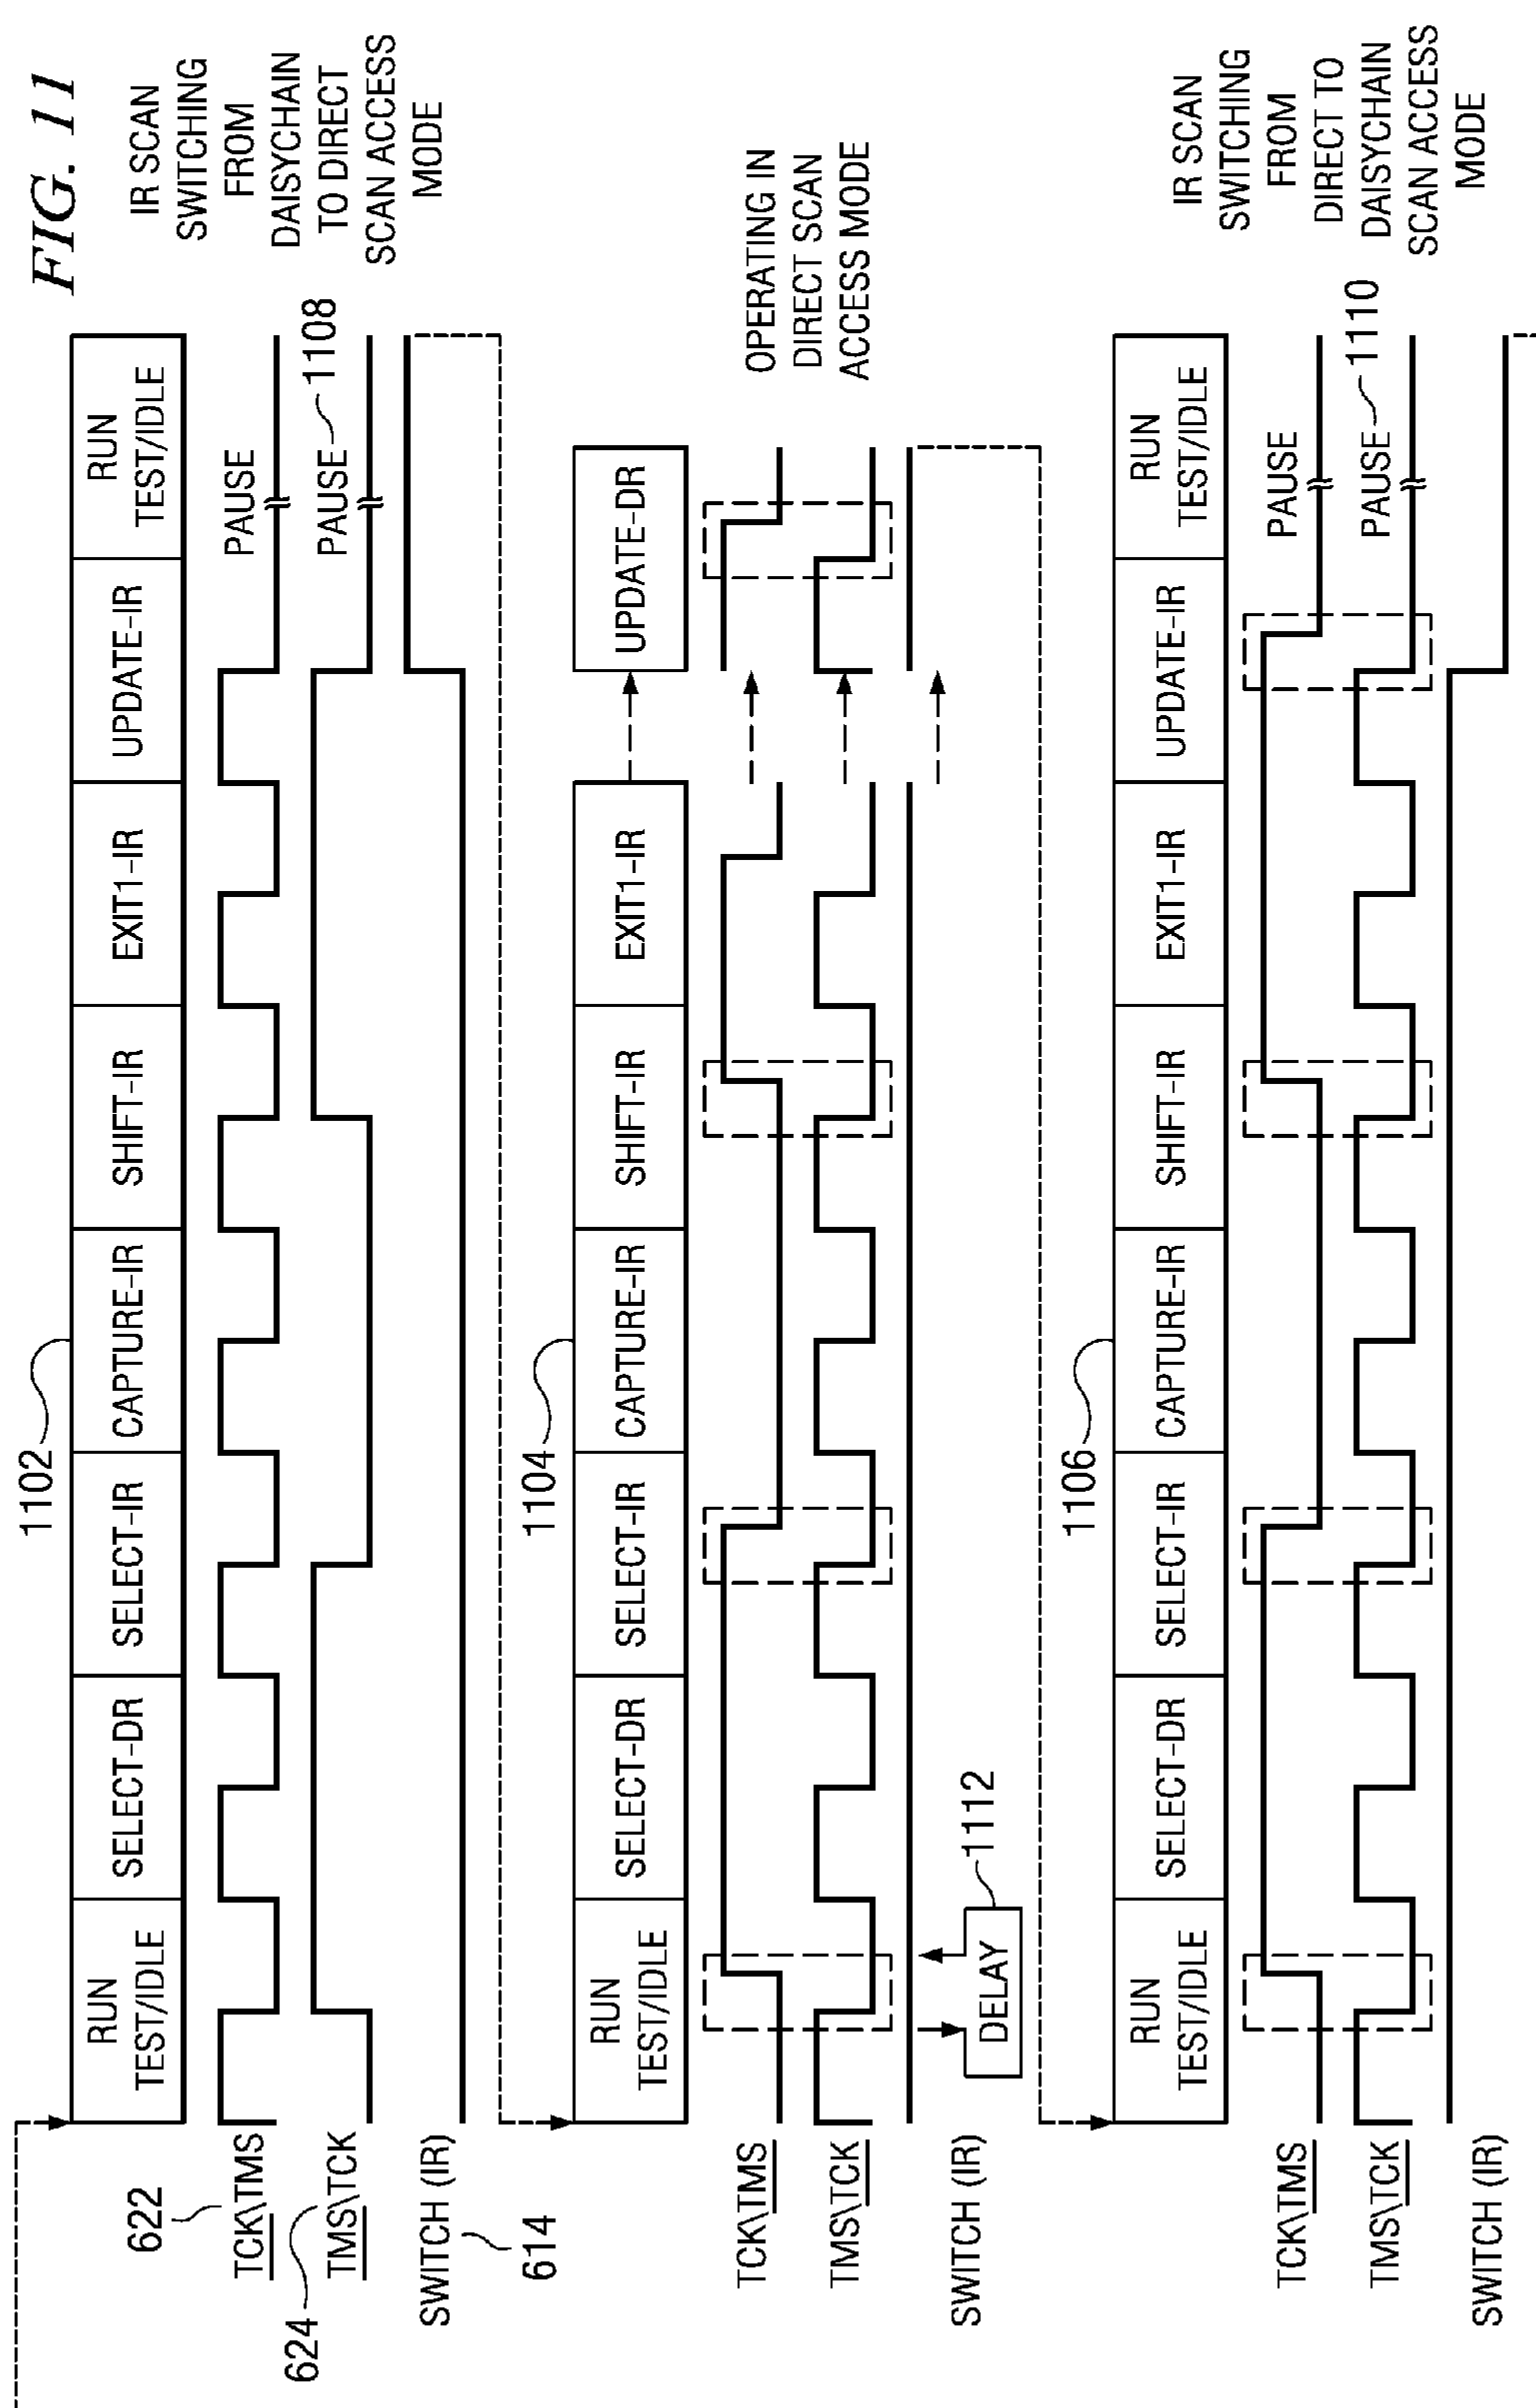 FIG. 11
1102
RUN
TEST/IDLE
SELECT-DR
SELECT-IR
CAPTURE-IR
SHIFT-IR
EXIT1-IR
UPDATE-IR
RUN
TEST/IDLE
IR SCAN
SWITCHING
FROM
DAISYCHAIN
TO DIRECT
SCAN ACCESS
MODE
622
TCK\TMS
PAUSE
624
TMS\TCK
PAUSE
1108
SWITCH (IR)
614
1104
RUN
TEST/IDLE
SELECT-DR
SELECT-IR
CAPTURE-IR
SHIFT-IR
EXIT1-IR
UPDATE-DR
OPERATING IN
DIRECT SCAN
ACCESS MODE
TCK\TMS
TMS\TCK
SWITCH (IR)
DELAY
1112
1106
RUN
TEST/IDLE
SELECT-DR
SELECT-IR
CAPTURE-IR
SHIFT-IR
EXIT1-IR
UPDATE-IR
RUN
TEST/IDLE
IR SCAN
SWITCHING
FROM
DIRECT TO
DAISYCHAIN
SCAN ACCESS
MODE
TCK\TMS
PAUSE
TMS\TCK
PAUSE
1110
SWITCH (IR)